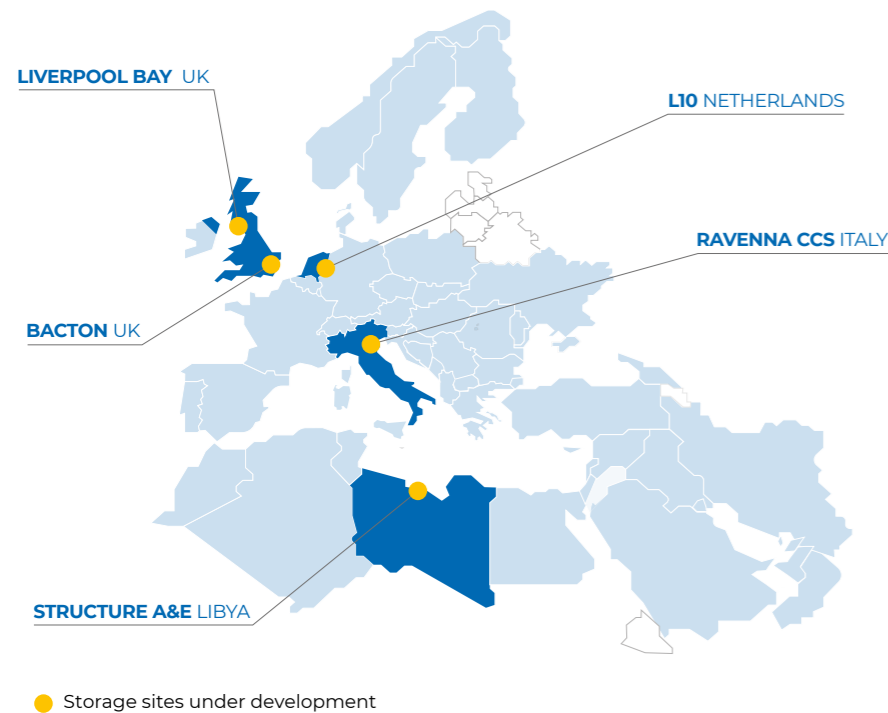 LIVERPOOL BAY UK
L10 NETHERLANDS
RAVENNA CCS ITALY
BACTON UK
STRUCTURE A&E LIBYA
Storage sites under development